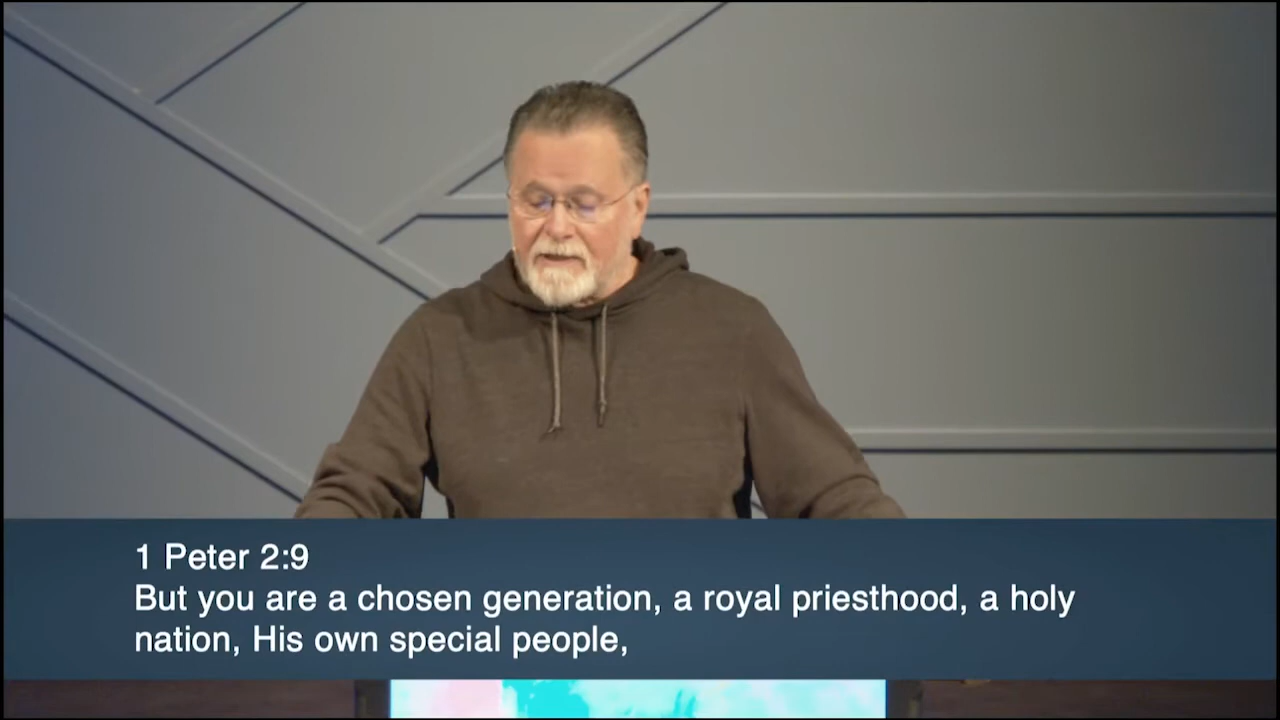 1 Peter 2:9
But you are a chosen generation, a royal priesthood, a holy
nation, His own special people,